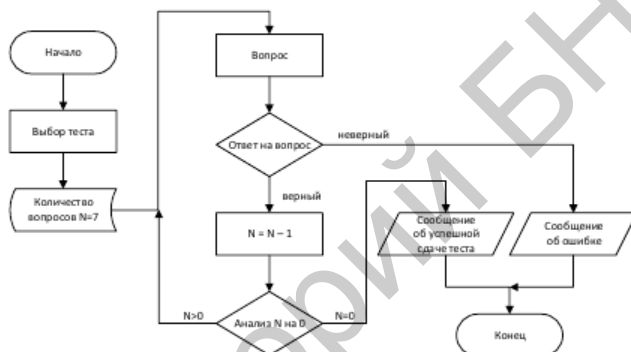 Начало
Выбор теста
Количество
вопросов N=7
Вопрос
Ответ на вопрос
неверный
верный
N = N – 1
Анализ N на 0
N>0
N=0
Сообщение
об успешной
сдаче теста
Сообщение
об ошибке
Конец